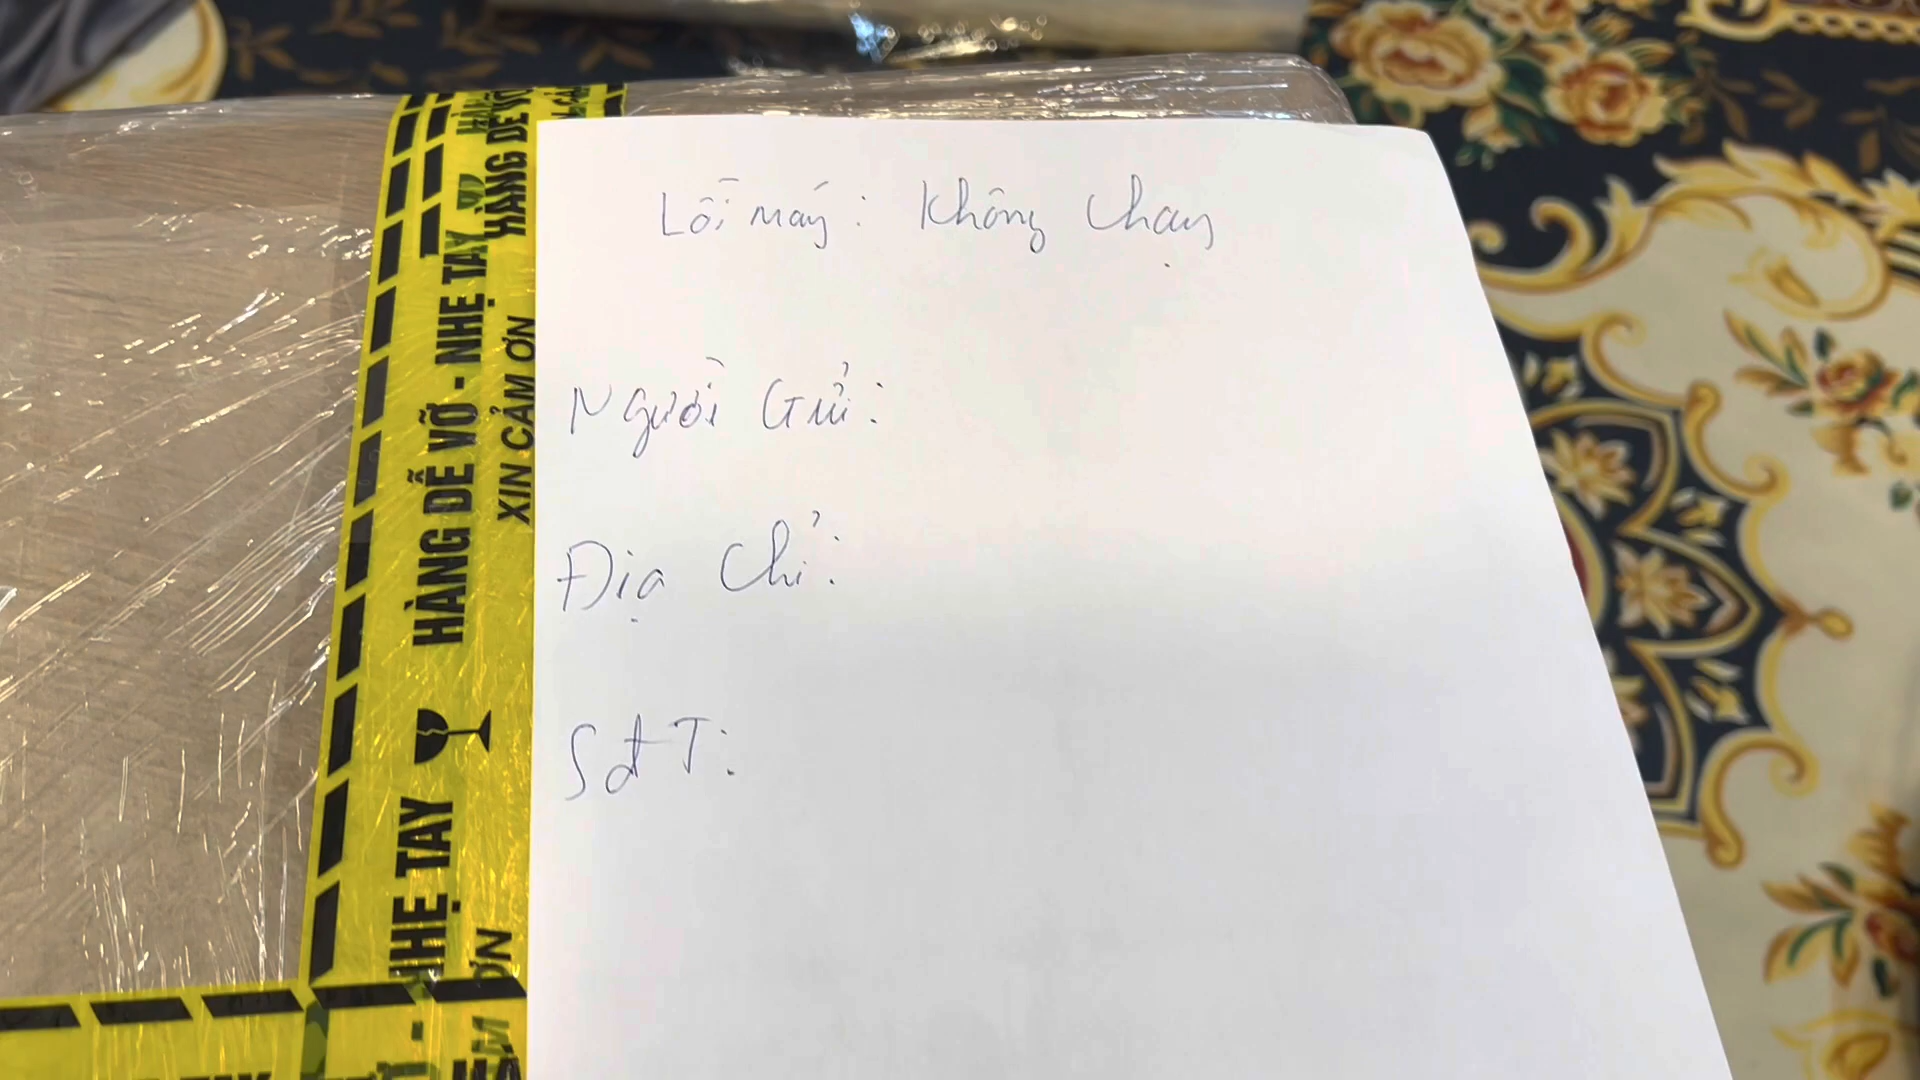 Lỗi máy: Không chạy
Người Gửi:
Địa Chỉ:
SđT:
HÀNG DỄ VỠ - NHẸ TAY
XIN CẢM ƠN
NHẸ TAY
HÀNG DỄ VỠ